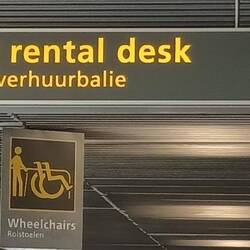 rental desk
verhuurbalie
Wheelchairs
Rolstoelen